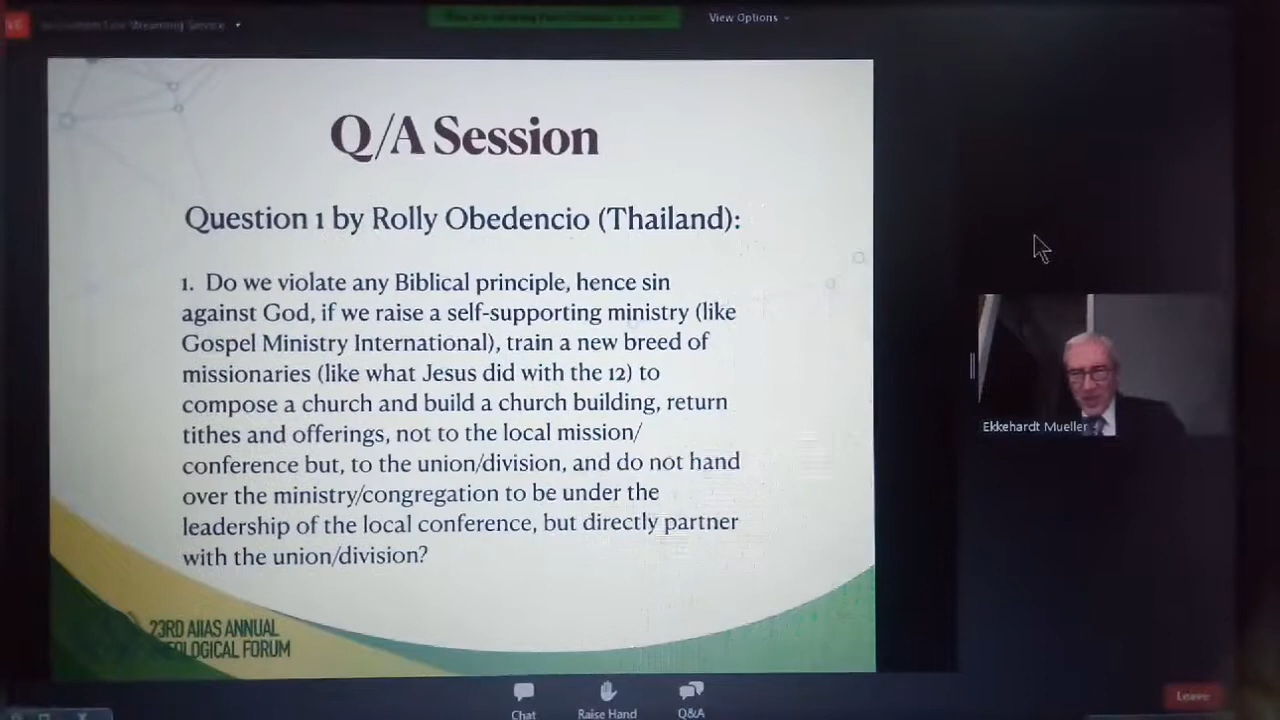 View Options
Q/A Session
Question 1 by Rolly Obedencio (Thailand):
1. Do we violate any Biblical principle, hence sin
against God, if we raise a self-supporting ministry (like
Gospel Ministry International), train a new breed of
missionaries (like what Jesus did with the 12) to
compose a church and build a church building, return
tithes and offerings, not to the local mission/
conference but, to the union/division, and do not hand
over the ministry/congregation to be under the
leadership of the local conference, but directly partner
with the union/division?
Ekkehardt Mueller
23RD AIIAS ANNUAL
THEOLOGICAL FORUM
Chat
Raise Hand
Q&A
Leave